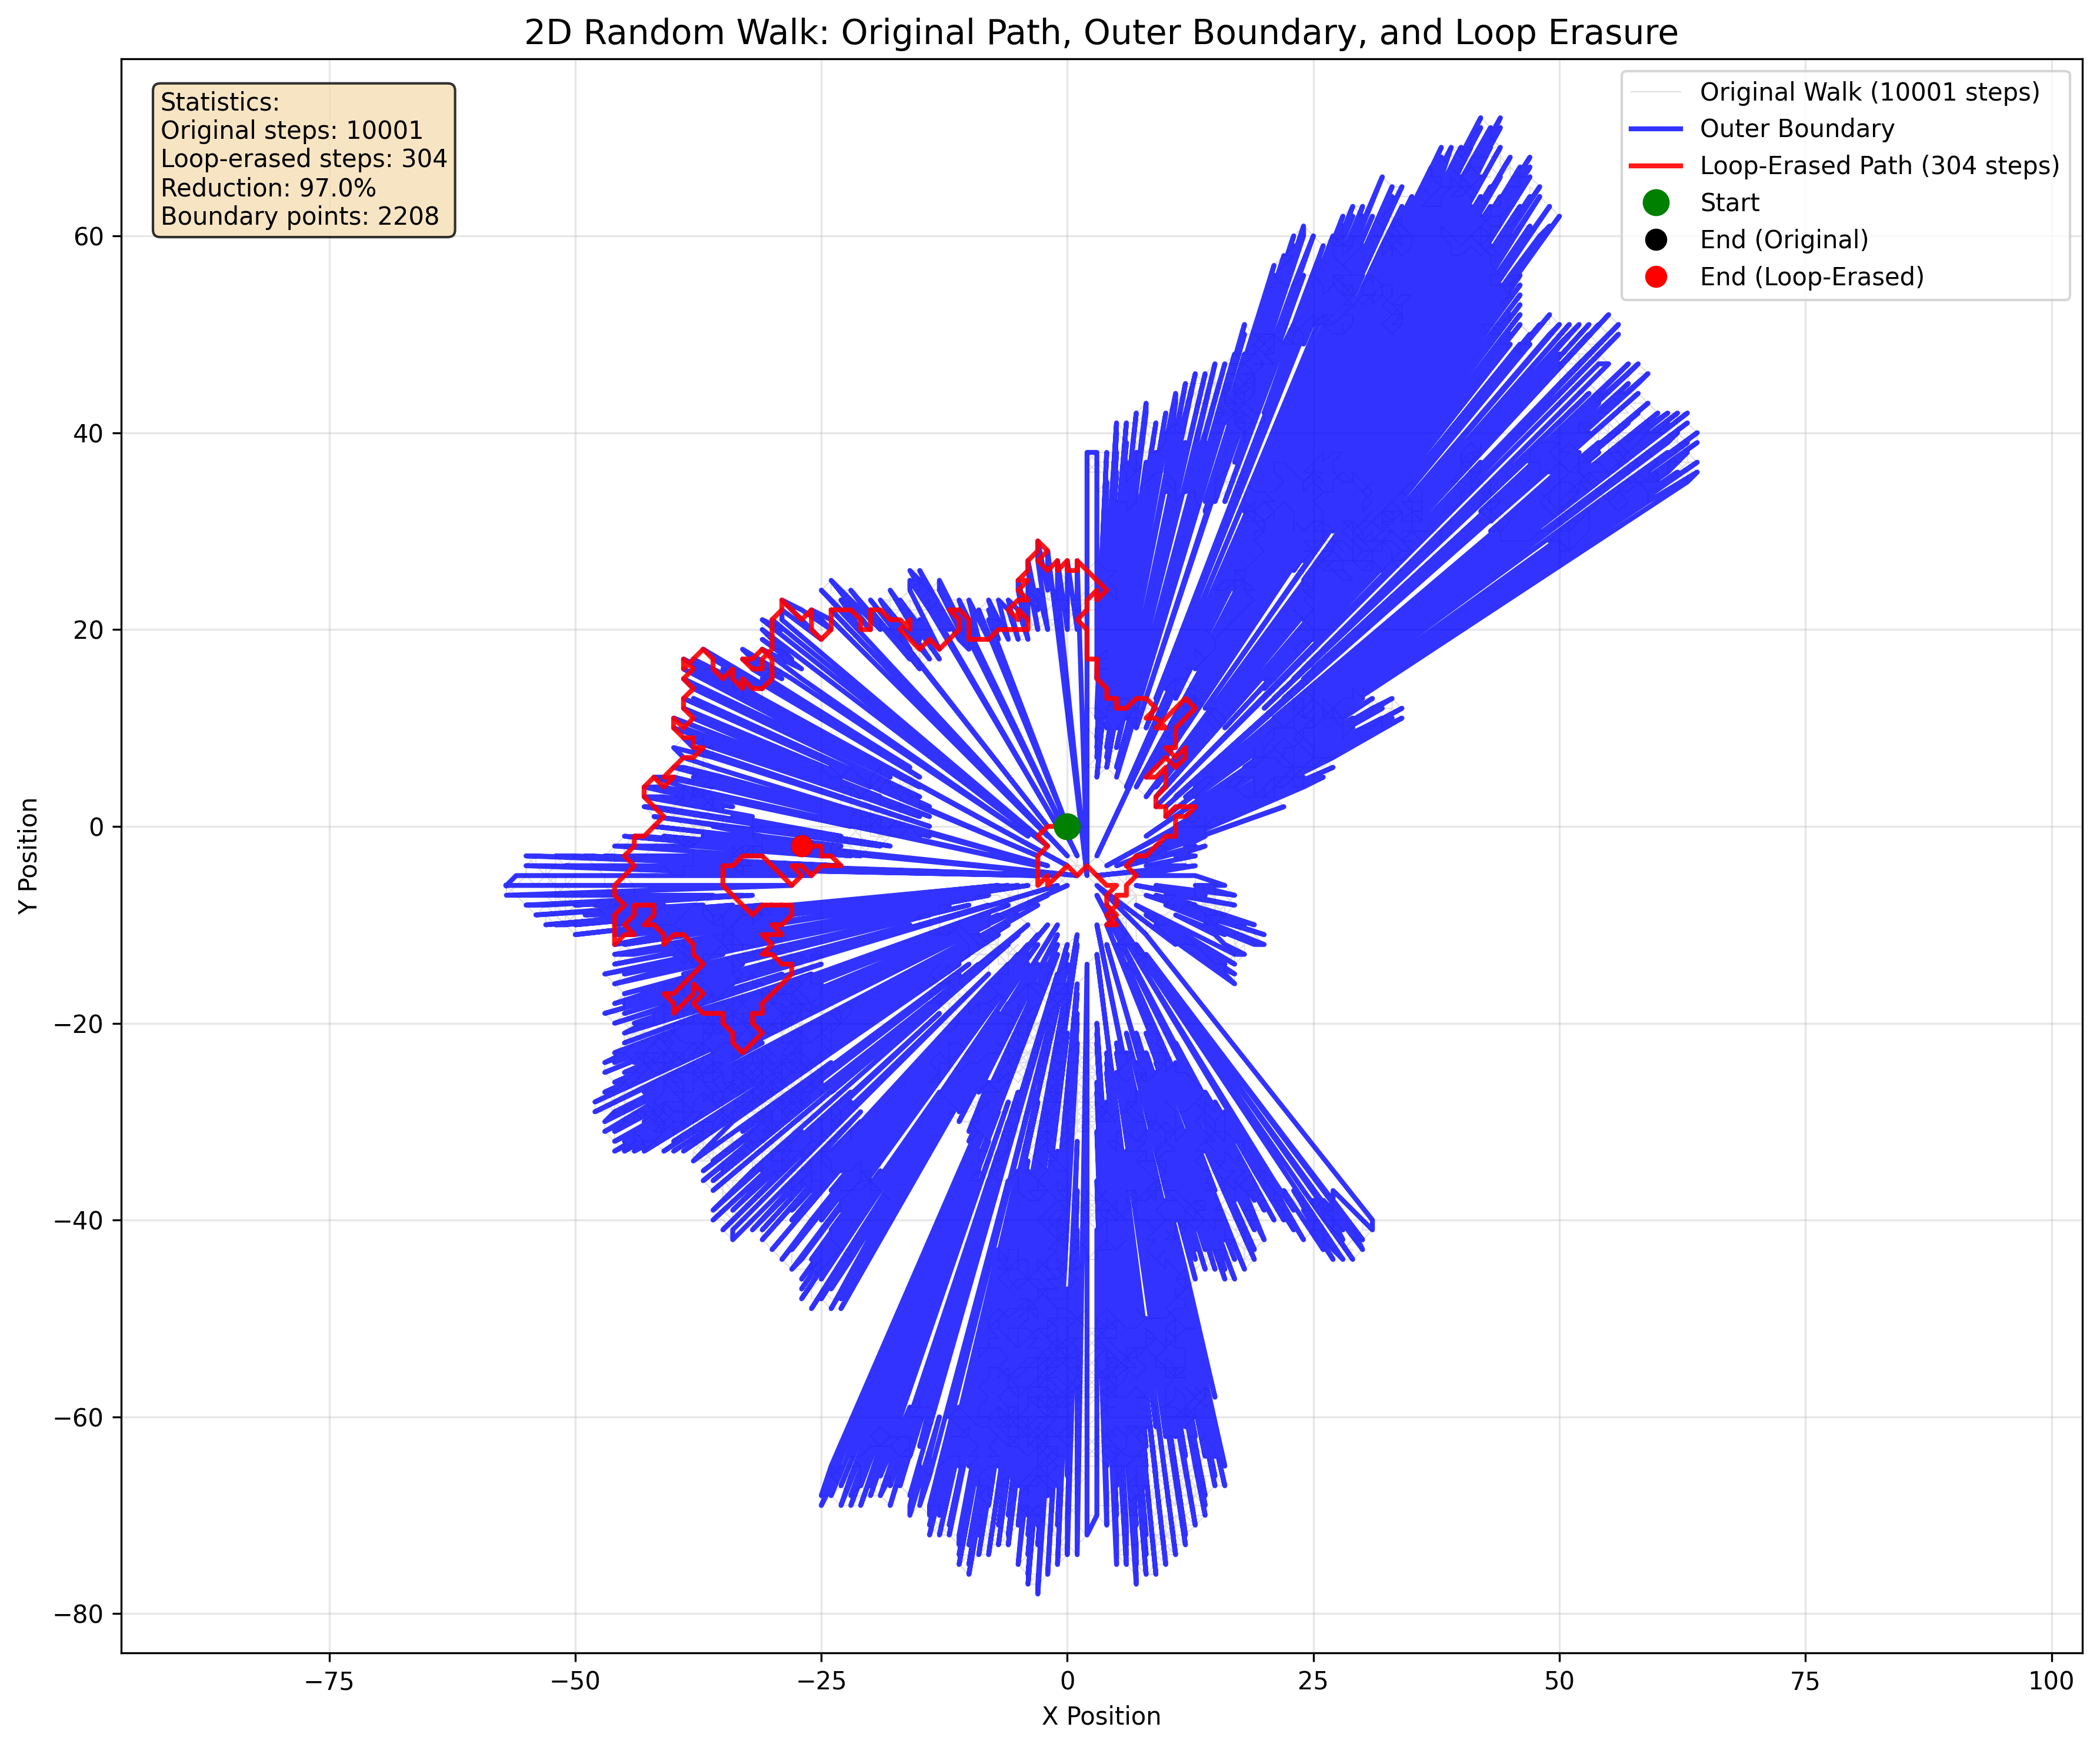 2D Random Walk: Original Path, Outer Boundary, and Loop Erasure
Statistics:
Original steps: 10001
Loop-erased steps: 304
Reduction: 97.0%
Boundary points: 2208
Original Walk (10001 steps)
Outer Boundary
Loop-Erased Path (304 steps)
Start
End (Original)
End (Loop-Erased)
Y Position
60
40
20
0
−20
−40
−60
−80
−75
−50
−25
0
25
50
75
100
X Position